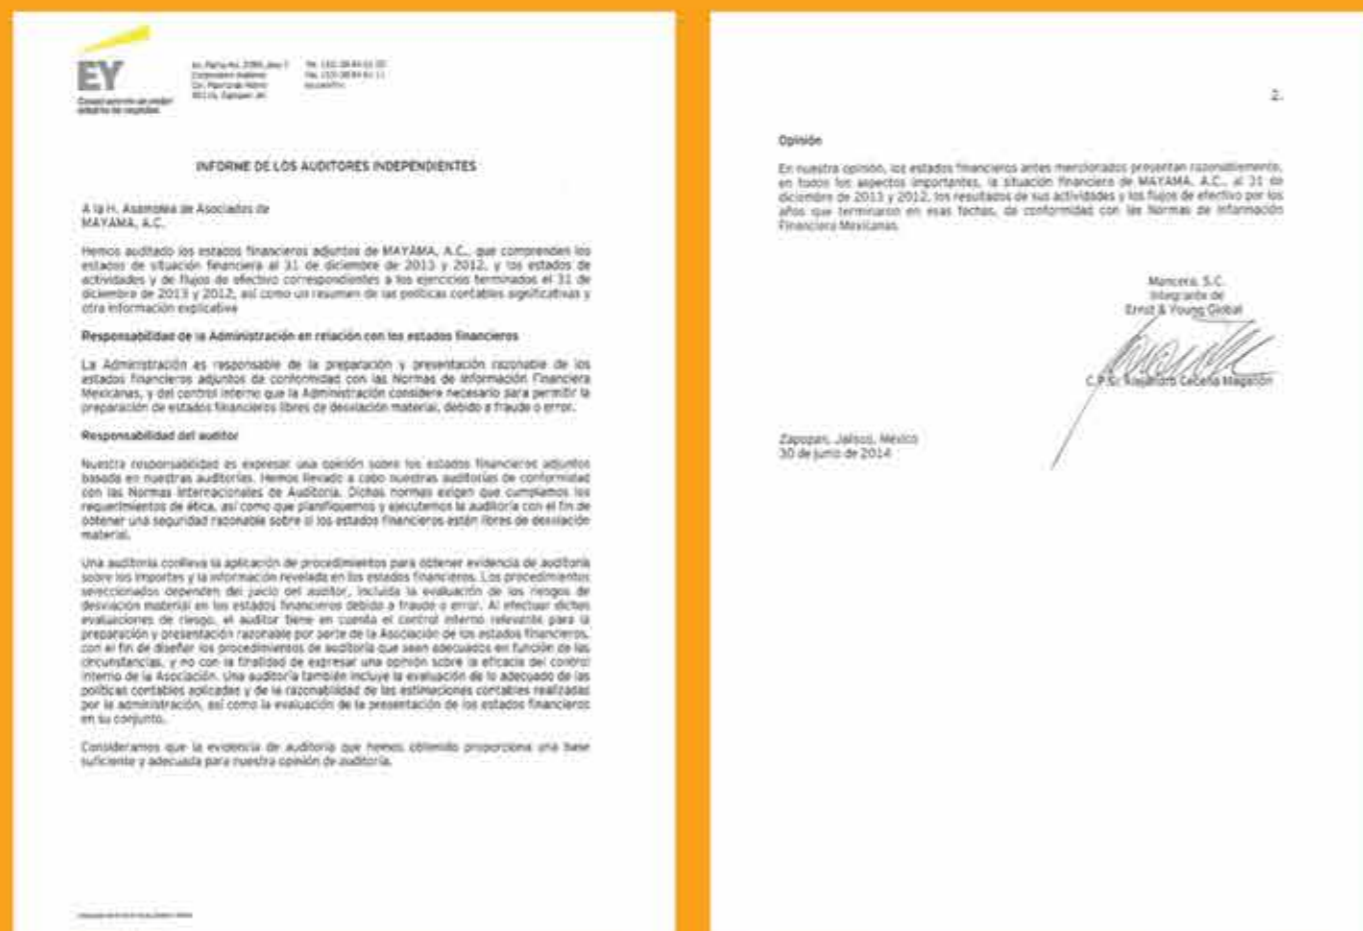 EY
INFORME DE LOS AUDITORES INDEPENDIENTES
A la H. Asamblea de Asociados de
MAYAMA, A.C.
Hemos auditado los estados financieros adjuntos de MAYAMA, A.C., que comprenden los
estados de situación financiera al 31 de diciembre de 2013 y 2012, y los estados de
actividades y de flujos de efectivo correspondientes a los ejercicios terminados el 31 de
diciembre de 2013 y 2012, así como un resumen de las políticas contables significativas y
otra información explicativa
Responsabilidad de la Administración en relación con los estados financieros
La Administración es responsable de la preparación y presentación razonable de los
estados financieros adjuntos de conformidad con las Normas de Información Financiera
Mexicanas, y del control interno que la Administración considere necesario para permitir la
preparación de estados financieros libres de desviación material, debido a fraude o error.
Responsabilidad del auditor
Nuestra responsabilidad es expresar una opinión sobre los estados financieros adjuntos
basada en nuestras auditorías. Hemos llevado a cabo nuestras auditorías de conformidad
con las Normas Internacionales de Auditoría. Dichas normas exigen que cumplamos los
requerimientos de ética, así como que planifiquemos y ejecutemos la auditoría con el fin de
obtener una seguridad razonable sobre si los estados financieros están libres de desviación
material.
Una auditoría conlleva la aplicación de procedimientos para obtener evidencia de auditoría
sobre los importes y la información revelada en los estados financieros. Los procedimientos
seleccionados dependen del juicio del auditor, incluida la evaluación de los riesgos de
desviación material en los estados financieros debido a fraude o error. Al efectuar dichas
evaluaciones de riesgo, el auditor tiene en cuenta el control interno relevante para la
preparación y presentación razonable por parte de la Asociación de los estados financieros,
con el fin de diseñar los procedimientos de auditoría que sean adecuados en función de las
circunstancias, y no con la finalidad de expresar una opinión sobre la eficacia del control
interno de la Asociación. Una auditoría también incluye la evaluación de lo adecuado de las
políticas contables aplicadas y de la razonabilidad de las estimaciones contables realizadas
por la administración, así como la evaluación de la presentación de los estados financieros
en su conjunto.
Consideramos que la evidencia de auditoría que hemos obtenido proporciona una base
suficiente y adecuada para nuestra opinión de auditoría.
2.
Opinión
En nuestra opinión, los estados financieros antes mencionados presentan razonablemente,
en todos los aspectos importantes, la situación financiera de MAYAMA, A.C., al 31 de
diciembre de 2013 y 2012, los resultados de sus actividades y los flujos de efectivo por los
años que terminaron en esas fechas, de conformidad con las Normas de Información
Financiera Mexicanas.
Mancera, S.C.
Integrante de
Ernst & Young Global
C.P.C. Alejandro Ceceña Magallón
Zapopan, Jalisco, México
30 de junio de 2014